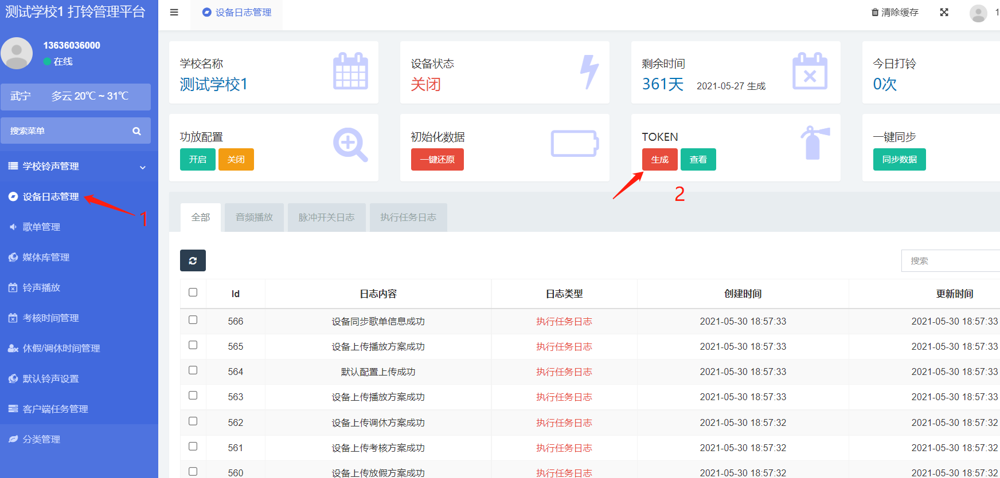 测试学校1 打铃管理平台
设备日志管理
清除缓存
1
13636036000
在线
武宁 多云 20℃ ~ 31℃
搜索菜单
学校铃声管理
设备日志管理
歌单管理
媒体库管理
铃声播放
考核时间管理
休假/调休时间管理
默认铃声设置
客户端任务管理
分类管理
1
学校名称
测试学校1
设备状态
关闭
剩余时间
361天 2021-05-27 生成
今日打铃
0次
功放配置
开启 关闭
初始化数据
一键还原
TOKEN
生成 查看
一键同步
同步数据
2
全部 音频播放 脉冲开关日志 执行任务日志
搜索
Id 日志内容 日志类型 创建时间 更新时间
566 设备同步歌单信息成功 执行任务日志 2021-05-30 18:57:33 2021-05-30 18:57:33
565 设备上传播放方案成功 执行任务日志 2021-05-30 18:57:33 2021-05-30 18:57:33
564 默认配置上传成功 执行任务日志 2021-05-30 18:57:33 2021-05-30 18:57:33
563 设备上传播放方案成功 执行任务日志 2021-05-30 18:57:33 2021-05-30 18:57:33
562 设备上传调休方案成功 执行任务日志 2021-05-30 18:57:32 2021-05-30 18:57:32
561 设备上传考核方案成功 执行任务日志 2021-05-30 18:57:32 2021-05-30 18:57:32
560 设备上传放假方案成功 执行任务日志 2021-05-30 18:57:32 2021-05-30 18:57:32